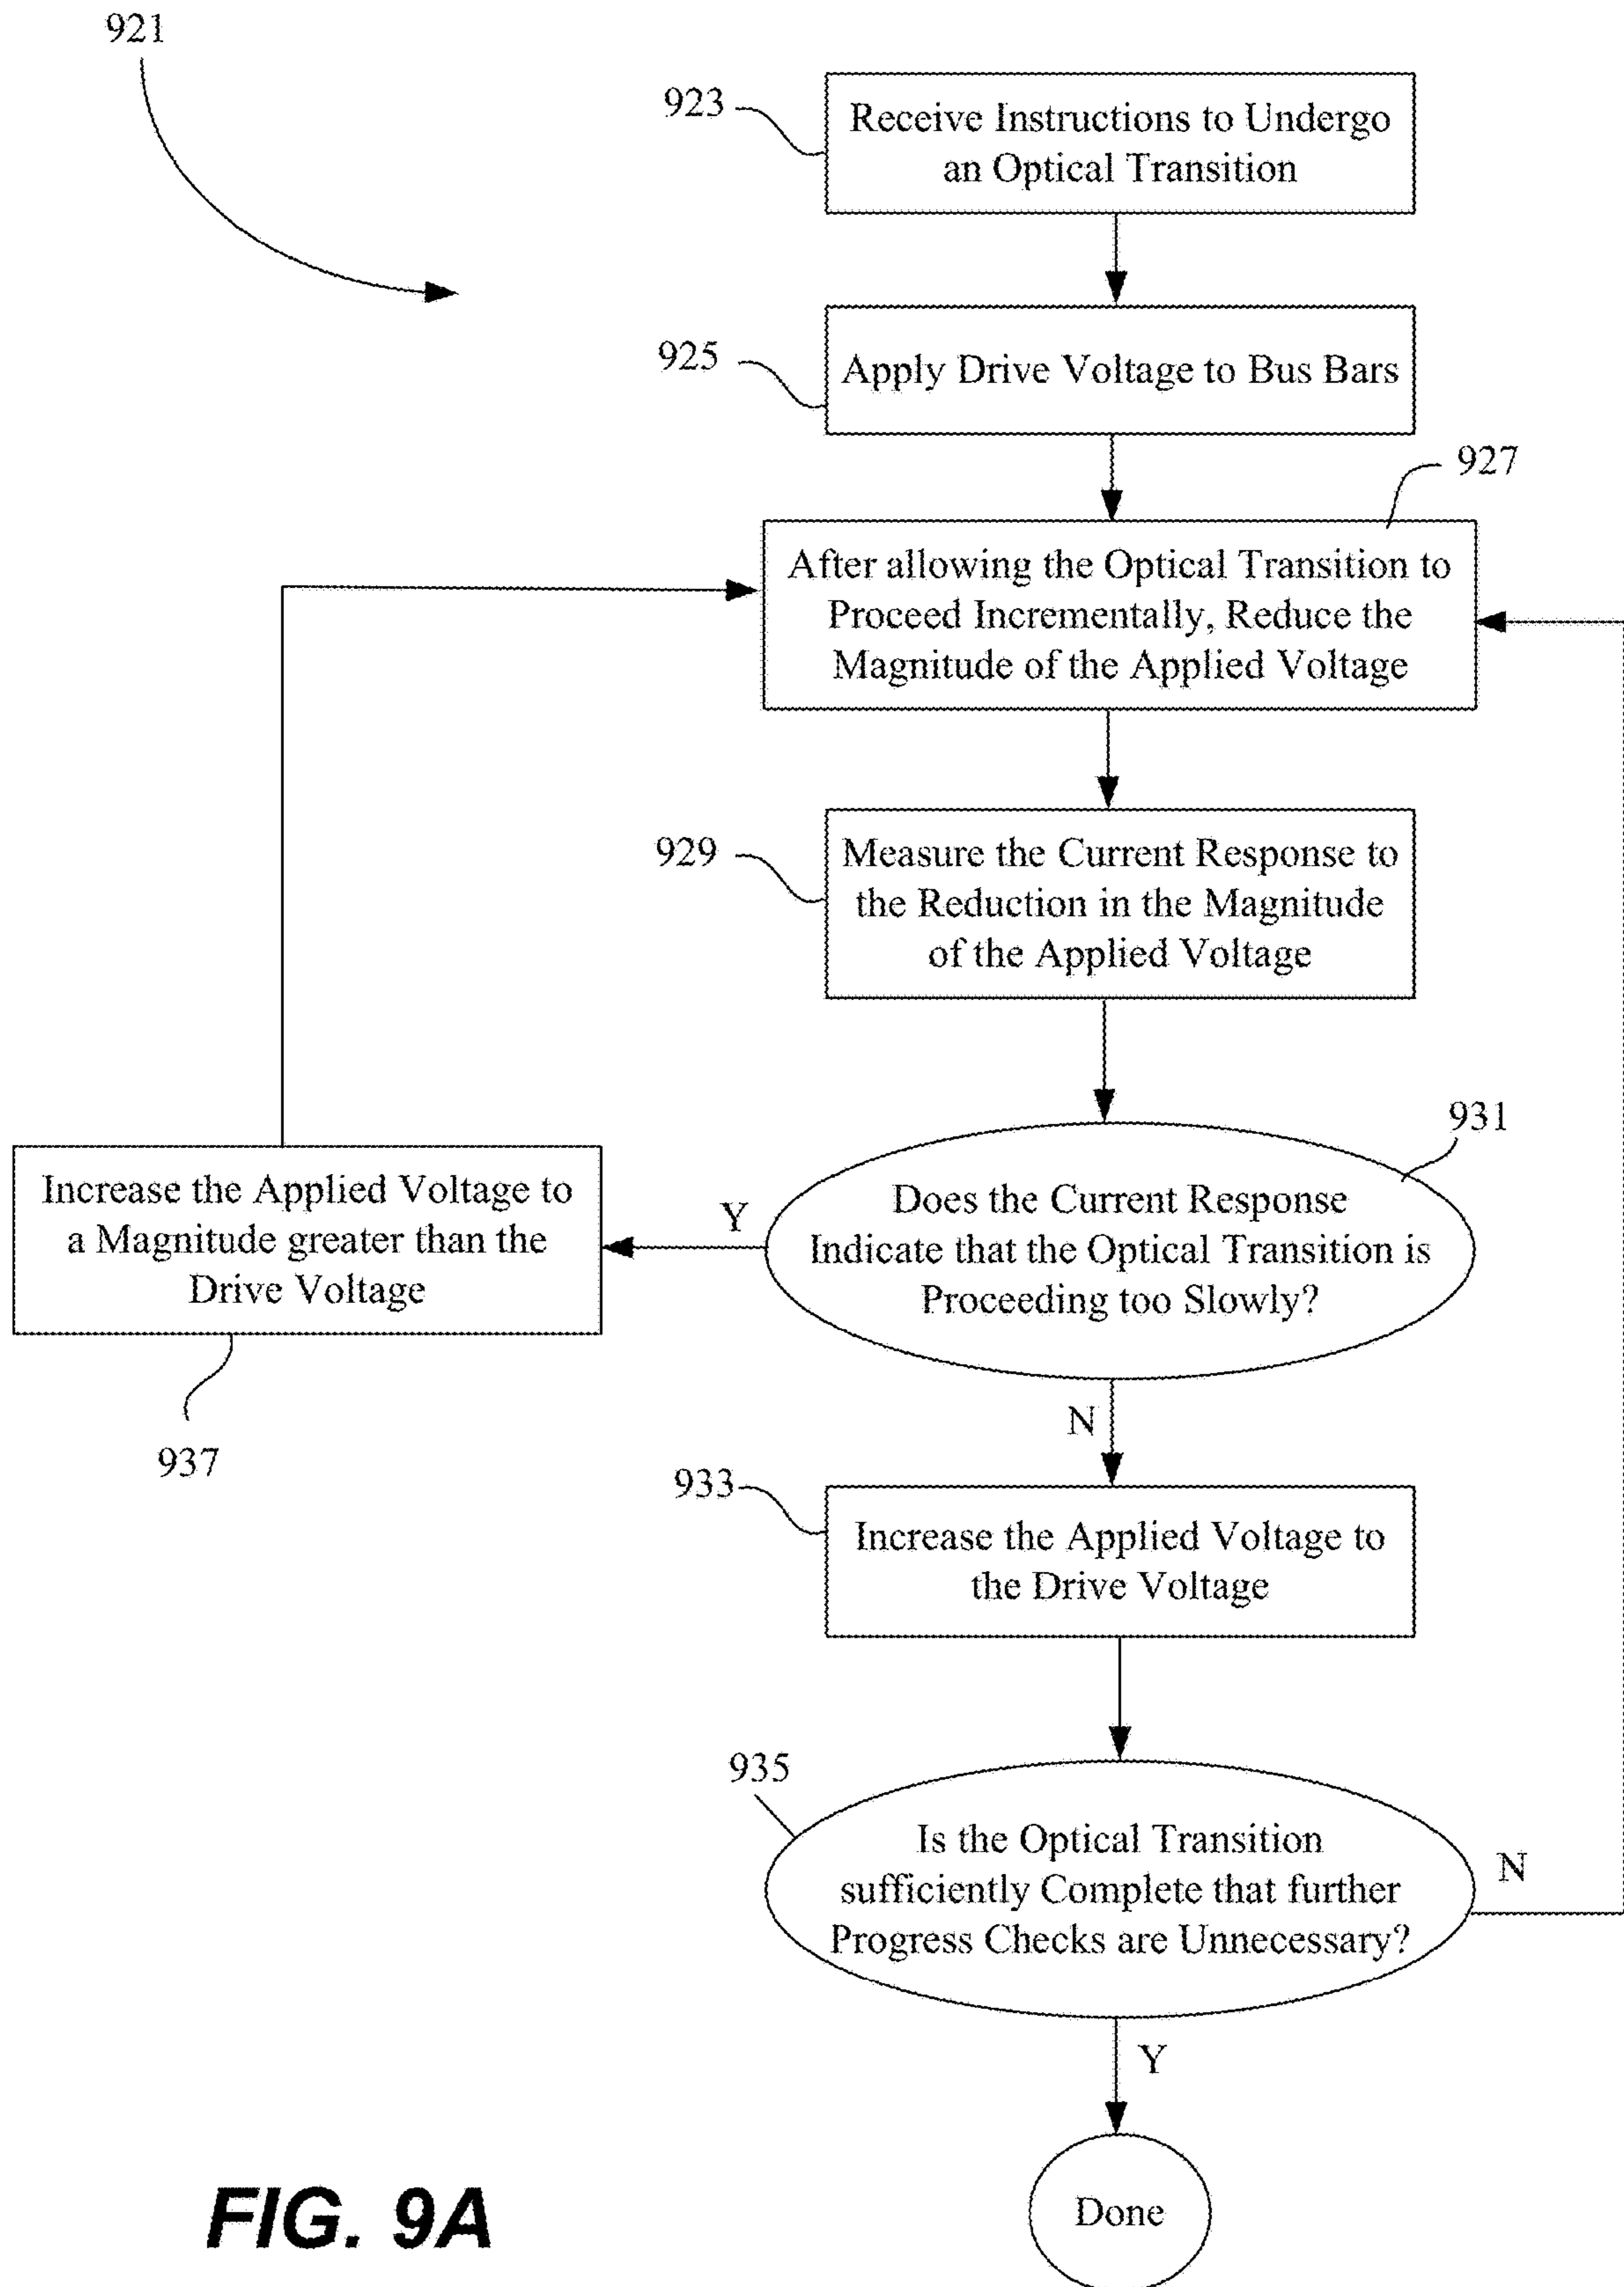 921
923
Receive Instructions to Undergo
an Optical Transition
925
Apply Drive Voltage to Bus Bars
927
After allowing the Optical Transition to
Proceed Incrementally, Reduce the
Magnitude of the Applied Voltage
929
Measure the Current Response to
the Reduction in the Magnitude
of the Applied Voltage
931
Does the Current Response
Indicate that the Optical Transition is
Proceeding too Slowly?
Y
Increase the Applied Voltage to
a Magnitude greater than the
Drive Voltage
937
N
933
Increase the Applied Voltage to
the Drive Voltage
935
Is the Optical Transition
sufficiently Complete that further
Progress Checks are Unnecessary?
N
Y
Done
FIG. 9A